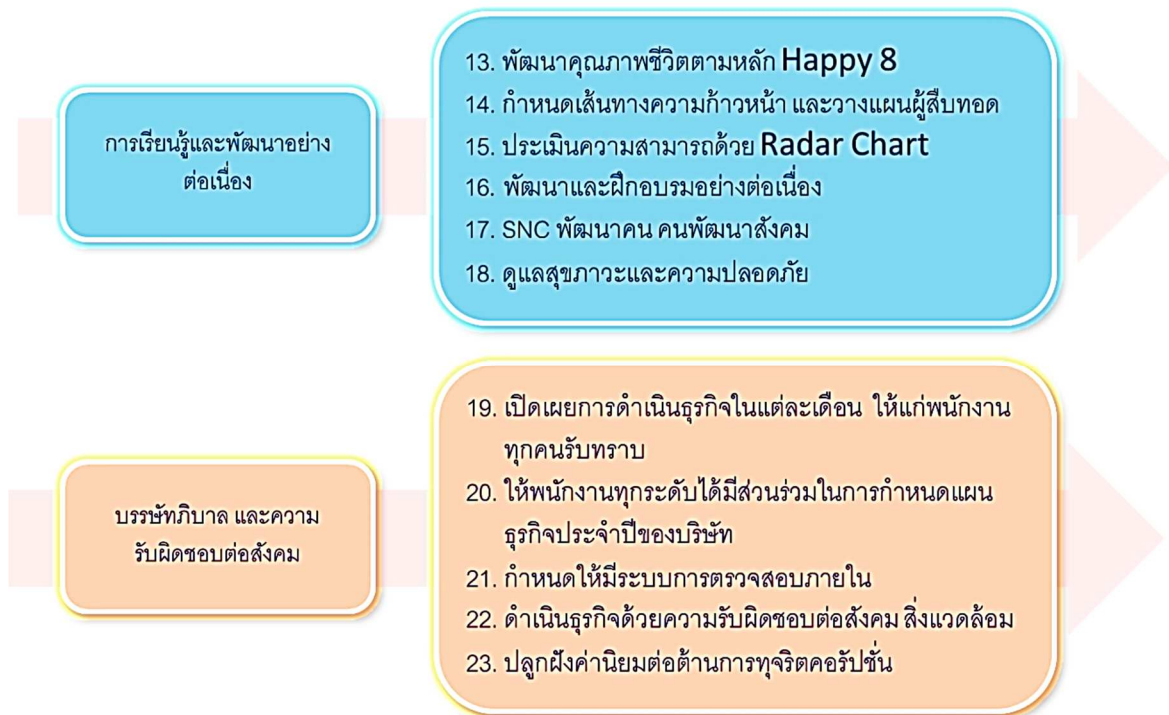 การเรียนรู้และพัฒนาอย่าง
ต่อเนื่อง
13. พัฒนาคุณภาพชีวิตตามหลัก Happy 8
14. กำหนดเส้นทางความก้าวหน้า และวางแผนผู้สืบทอด
15. ประเมินความสามารถด้วย Radar Chart
16. พัฒนาและฝึกอบรมอย่างต่อเนื่อง
17. SNC พัฒนาคน คนพัฒนาสังคม
18. ดูแลสุขภาวะและความปลอดภัย
บรรษัทภิบาล และความ
รับผิดชอบต่อสังคม
19. เปิดเผยการดำเนินธุรกิจในแต่ละเดือน ให้แก่พนักงาน
ทุกคนรับทราบ
20. ให้พนักงานทุกระดับได้มีส่วนร่วมในการกำหนดแผน
ธุรกิจประจำปีของบริษัท
21. กำหนดให้มีระบบการตรวจสอบภายใน
22. ดำเนินธุรกิจด้วยความรับผิดชอบต่อสังคม สิ่งแวดล้อม
23. ปลูกฝังค่านิยมต่อต้านการทุจริตคอรัปชั่น